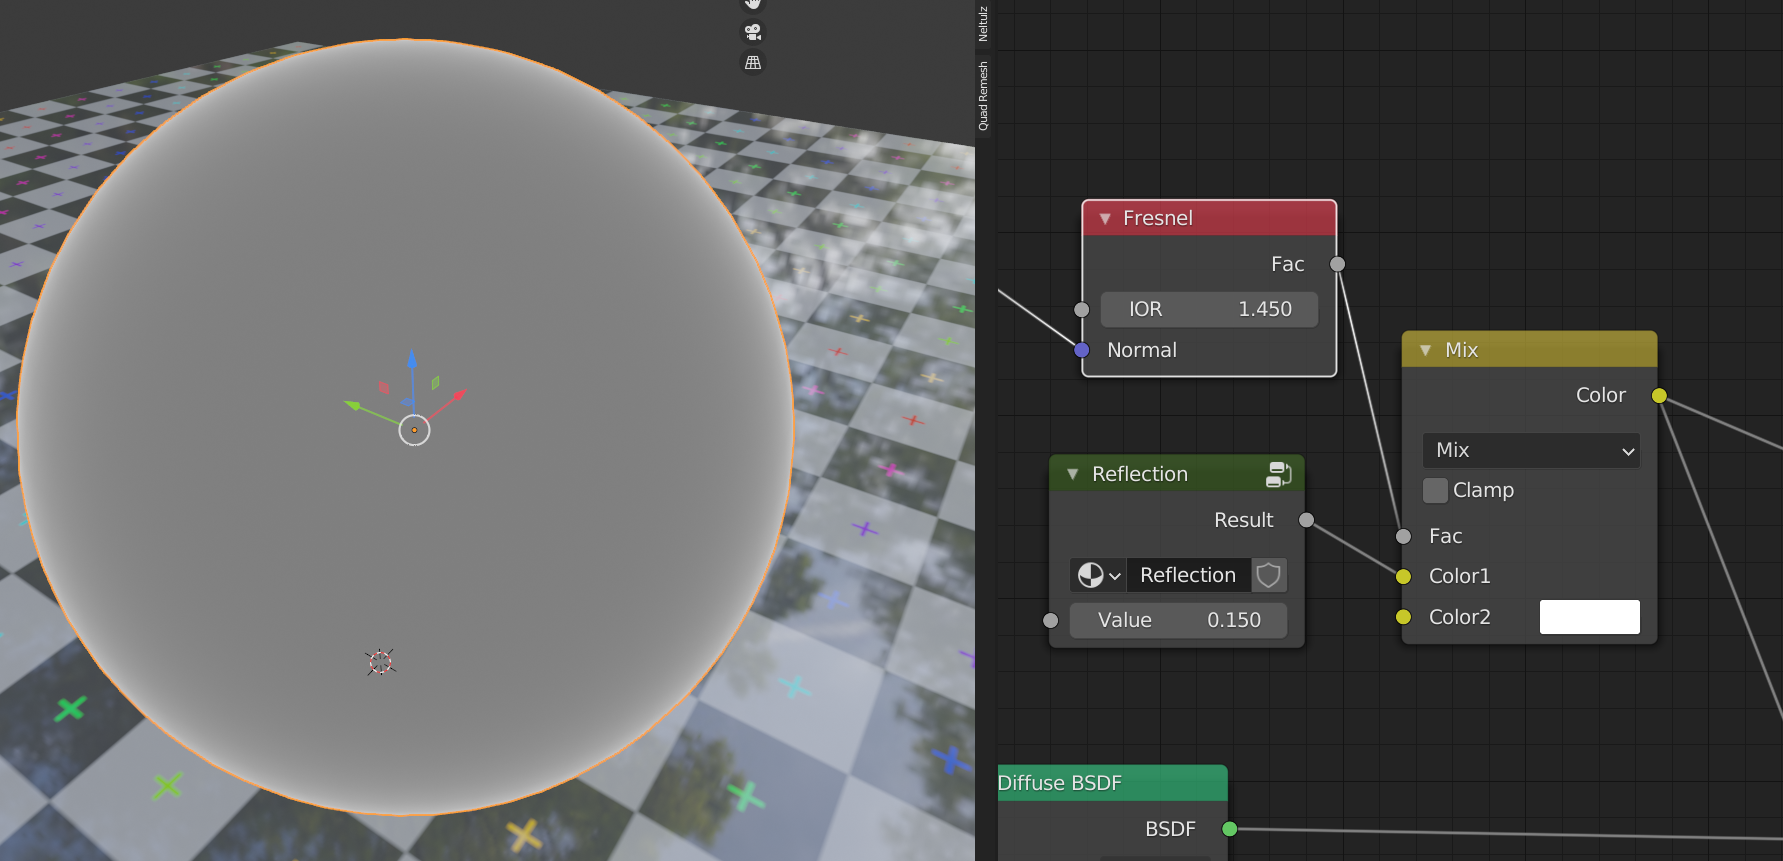 Neltulz
Quad Remesh
Fresnel
Fac
IOR 1.450
Normal
Mix
Color
Mix
Clamp
Fac
Color1
Color2
Reflection
Result
Reflection
Value 0.150
Diffuse BSDF
BSDF